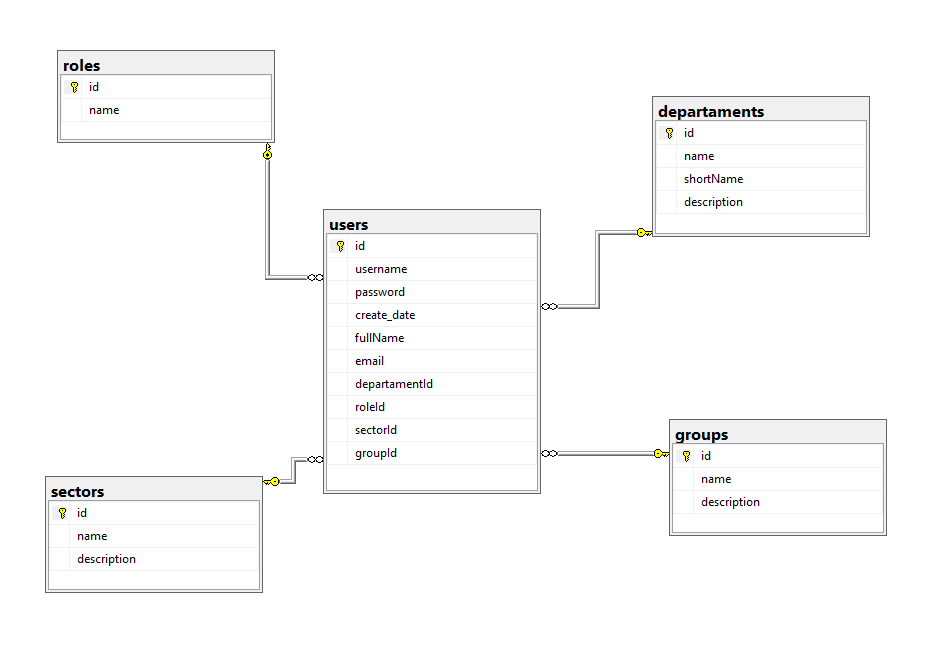 roles
id
name
departaments
id
name
shortName
description
users
id
username
password
create_date
fullName
email
departamentId
roleId
sectorId
groupId
groups
id
name
description
sectors
id
name
description